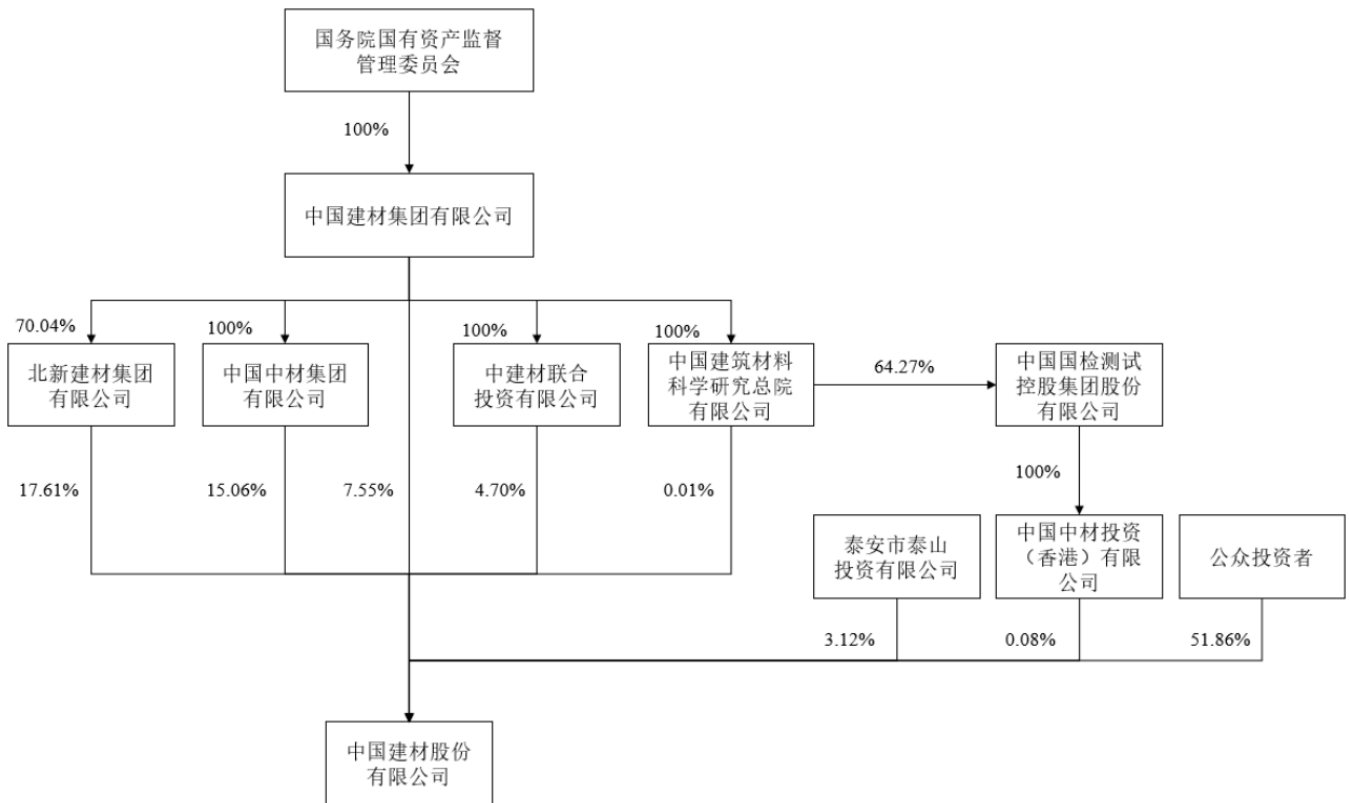 国务院国有资产监督
管理委员会
100%
中国建材集团有限公司
70.04%
100%
100%
100%
北新建材集团
有限公司
中国中材集团
有限公司
中建材联合
投资有限公司
中国建筑材料
科学研究总院
有限公司
64.27%
中国国检测试
控股集团股份
有限公司
17.61%
15.06%
7.55%
4.70%
0.01%
100%
泰安市泰山
投资有限公司
中国中材投资
（香港）有限
公司
公众投资者
3.12%
0.08%
51.86%
中国建材股份
有限公司